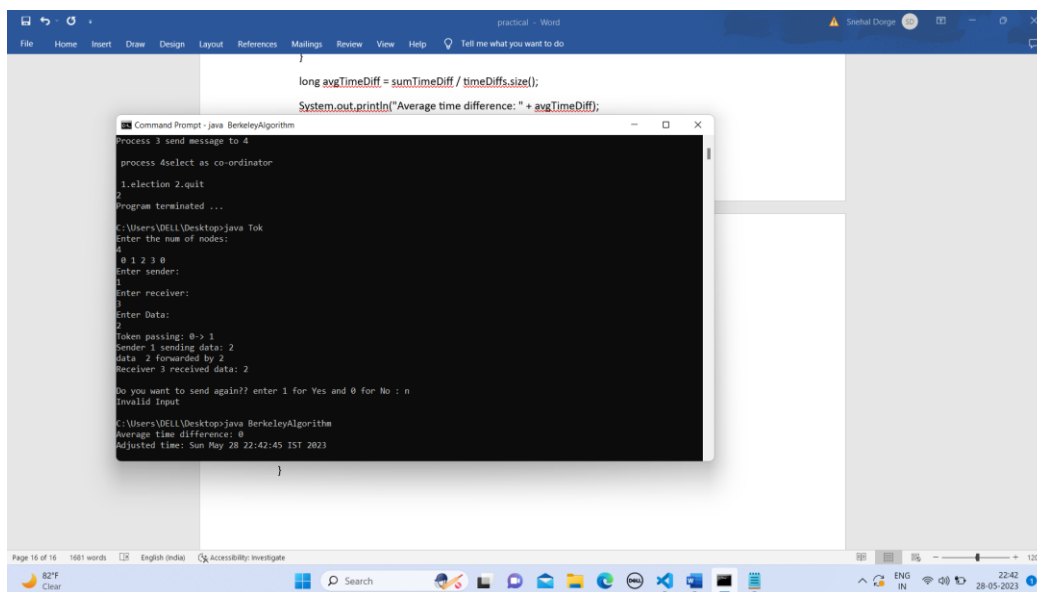 practical - Word
Snehal Dorge
SD
File Home Insert Draw Design Layout References Mailings Review View Help Tell me what you want to do
}
long avgTimeDiff = sumTimeDiff / timeDiffs.size();
System.out.println("Average time difference: " + avgTimeDiff);
Command Prompt - java BerkeleyAlgorithm
Process 3 send message to 4
process 4select as co-ordinator
1.election 2.quit
2
Program terminated ...
C:\Users\DELL\Desktop>java Tok
Enter the num of nodes:
4
0 1 2 3 0
Enter sender:
1
Enter receiver:
3
Enter Data:
2
Token passing: 0-> 1
Sender 1 sending data: 2
data 2 forwarded by 2
Receiver 3 received data: 2
Do you want to send again?? enter 1 for Yes and 0 for No : n
Invalid Input
C:\Users\DELL\Desktop>java BerkeleyAlgorithm
Average time difference: 0
Adjusted time: Sun May 28 22:42:45 IST 2023
}
Page 16 of 16 1681 words English (India) Accessibility: Investigate
120
82°F
Clear
Search
DELL
ENG
IN
22:42
28-05-2023
1